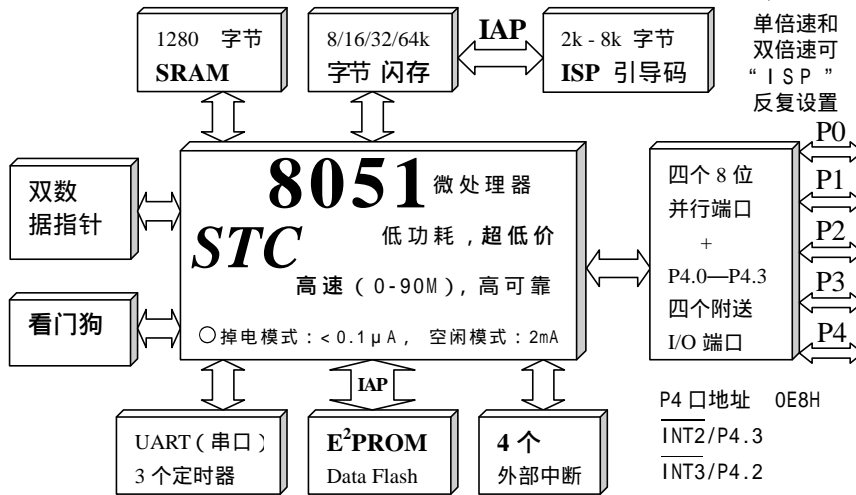 1280 字节
SRAM
8/16/32/64k
字节 闪存
IAP
2k - 8k 字节
ISP 引导码
单倍速和
双倍速可
“ISP”
反复设置
双数
据指针
8051 微处理器
STC 低功耗,超低价
高速(0-90M),高可靠
○掉电模式:<0.1μA, 空闲模式:2mA
四个 8 位
并行端口
+
P4.0—P4.3
四个附送
I/O 端口
P0
P1
P2
P3
P4
看门狗
UART(串口)
3 个定时器
IAP
E²PROM
Data Flash
4 个
外部中断
P4 口地址 0E8H
INT2/P4.3
INT3/P4.2